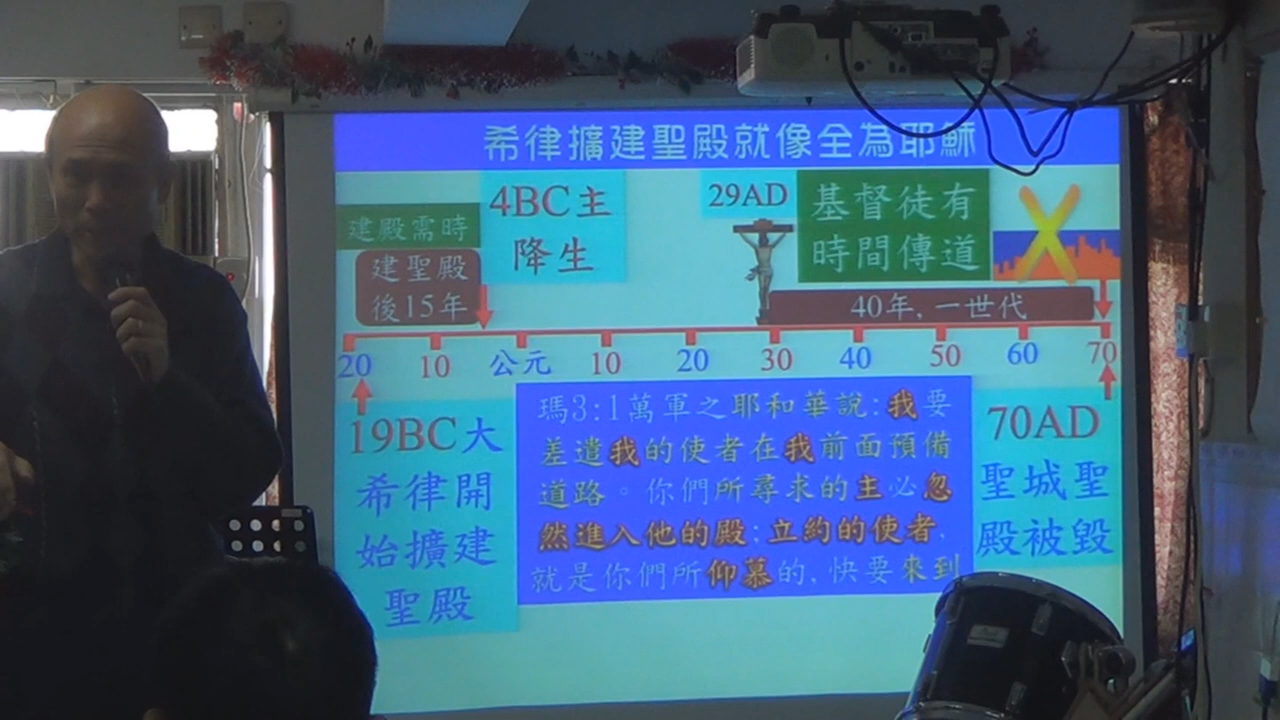 希律擴建聖殿就像全為耶穌
建殿需時
建聖殿
後15年
4BC主
降生
29AD
基督徒有
時間傳道
40年, 一世代
20 10 公元 10 20 30 40 50 60 70
19BC大
希律開
始擴建
聖殿
瑪3:1萬軍之耶和華說:我要
差遣我的使者在我前面預備
道路。你們所尋求的主必忽
然進入他的殿;立約的使者,
就是你們所仰慕的,快要來到
70AD
聖城聖
殿被毀